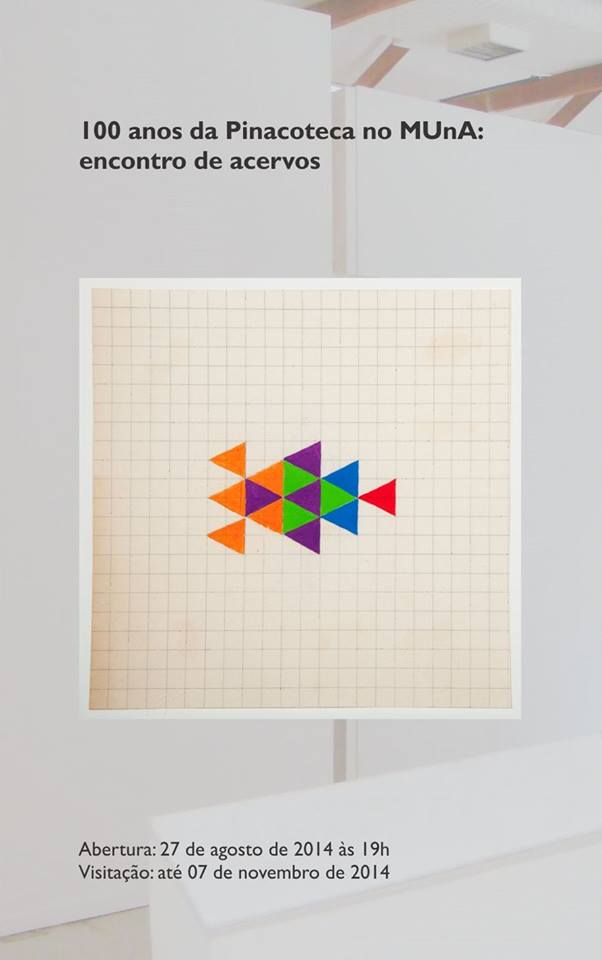 100 anos da Pinacoteca no MUnA:
encontro de acervos
Abertura: 27 de agosto de 2014 às 19h
Visitação: até 07 de novembro de 2014